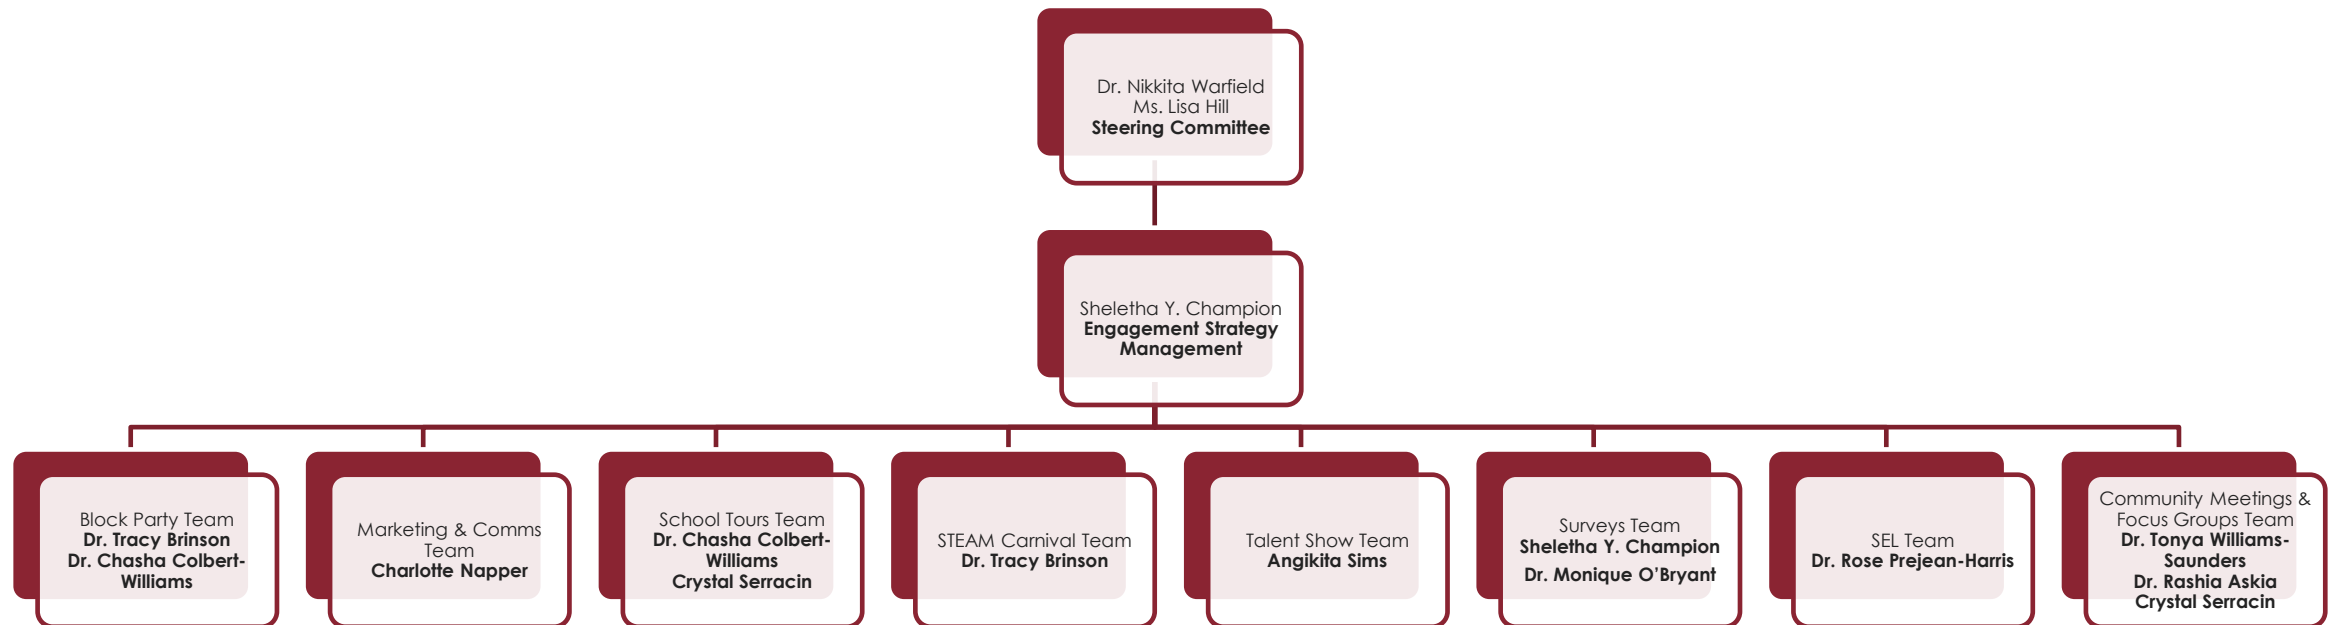 Dr. Nikkita Warfield
Ms. Lisa Hill
Steering Committee
Sheletha Y. Champion
Engagement Strategy
Management
Block Party Team
Dr. Tracy Brinson
Dr. Chasha Colbert-
Williams
Marketing & Comms
Team
Charlotte Napper
School Tours Team
Dr. Chasha Colbert-
Williams
Crystal Serracin
STEAM Carnival Team
Dr. Tracy Brinson
Talent Show Team
Angikita Sims
Surveys Team
Sheletha Y. Champion
Dr. Monique O’Bryant
SEL Team
Dr. Rose Prejean-Harris
Community Meetings &
Focus Groups Team
Dr. Tonya Williams-
Saunders
Dr. Rashia Askia
Crystal Serracin